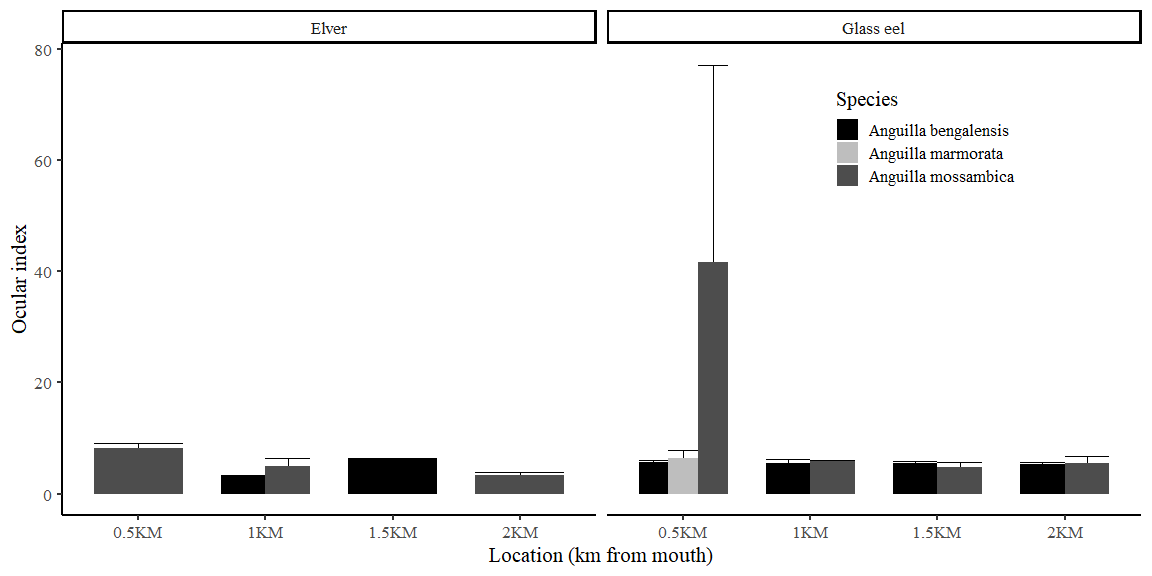 Elver
Glass eel
80
60
40
20
0
Ocular index
Species
Anguilla bengalensis
Anguilla marmorata
Anguilla mossambica
0.5KM 1KM 1.5KM 2KM
0.5KM 1KM 1.5KM 2KM
Location (km from mouth)